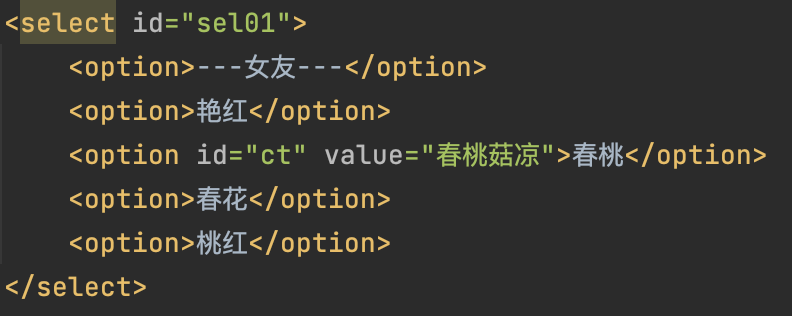 <select id="sel01">
    <option>---女友---</option>
    <option>艳红</option>
    <option id="ct" value="春桃菇凉">春桃</option>
    <option>春花</option>
    <option>桃红</option>
</select>